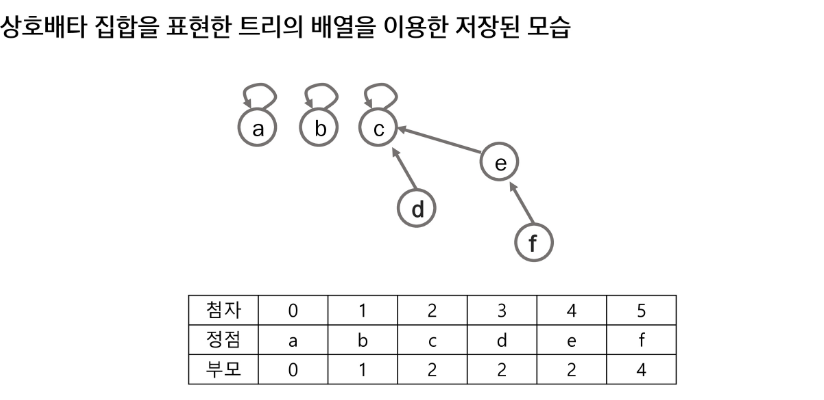 상호배타 집합을 표현한 트리의 배열을 이용한 저장된 모습
a b c
e
d
f
첨자 0 1 2 3 4 5
정점 a b c d e f
부모 0 1 2 2 2 4